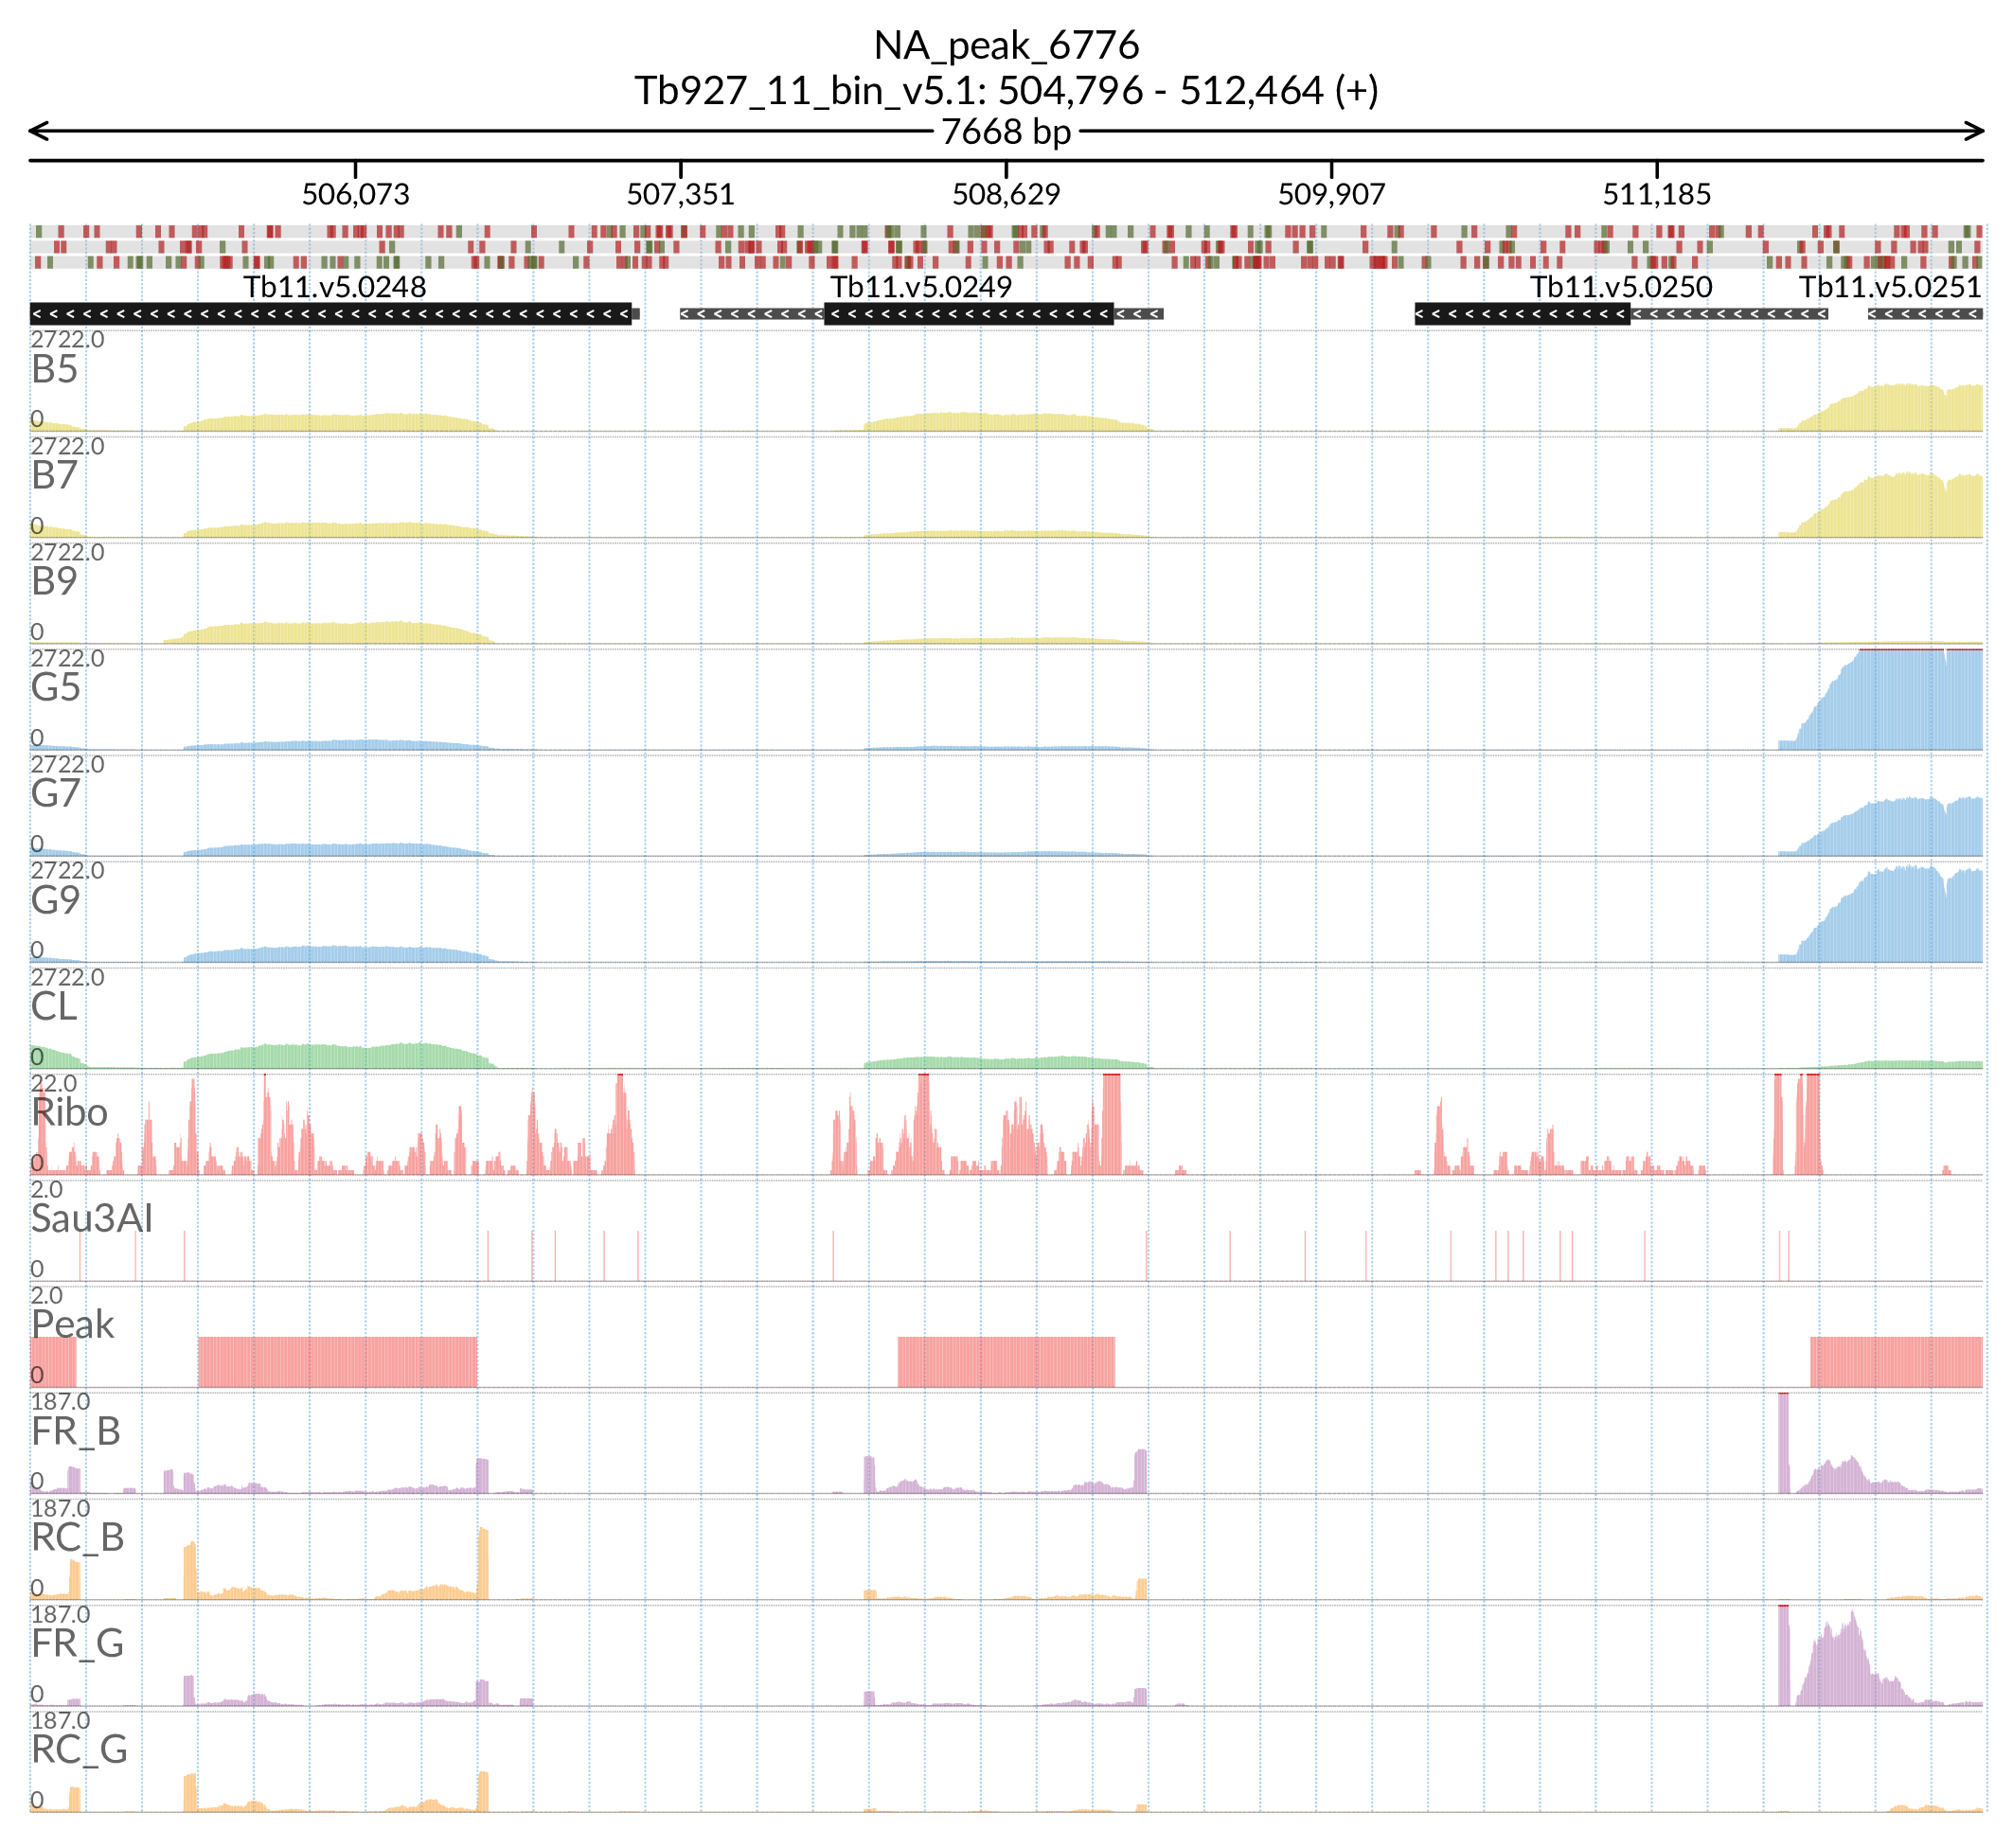 NA_peak_6776
Tb927_11_bin_v5.1: 504,796 - 512,464 (+)
7668 bp
506,073 507,351 508,629 509,907 511,185
Tb11.v5.0248 Tb11.v5.0249 Tb11.v5.0250 Tb11.v5.0251
2722.0
B5
0
2722.0
B7
0
2722.0
B9
0
2722.0
G5
0
2722.0
G7
0
2722.0
G9
0
2722.0
CL
0
22.0
Ribo
0
2.0
Sau3AI
0
2.0
Peak
0
187.0
FR_B
0
187.0
RC_B
0
187.0
FR_G
0
187.0
RC_G
0